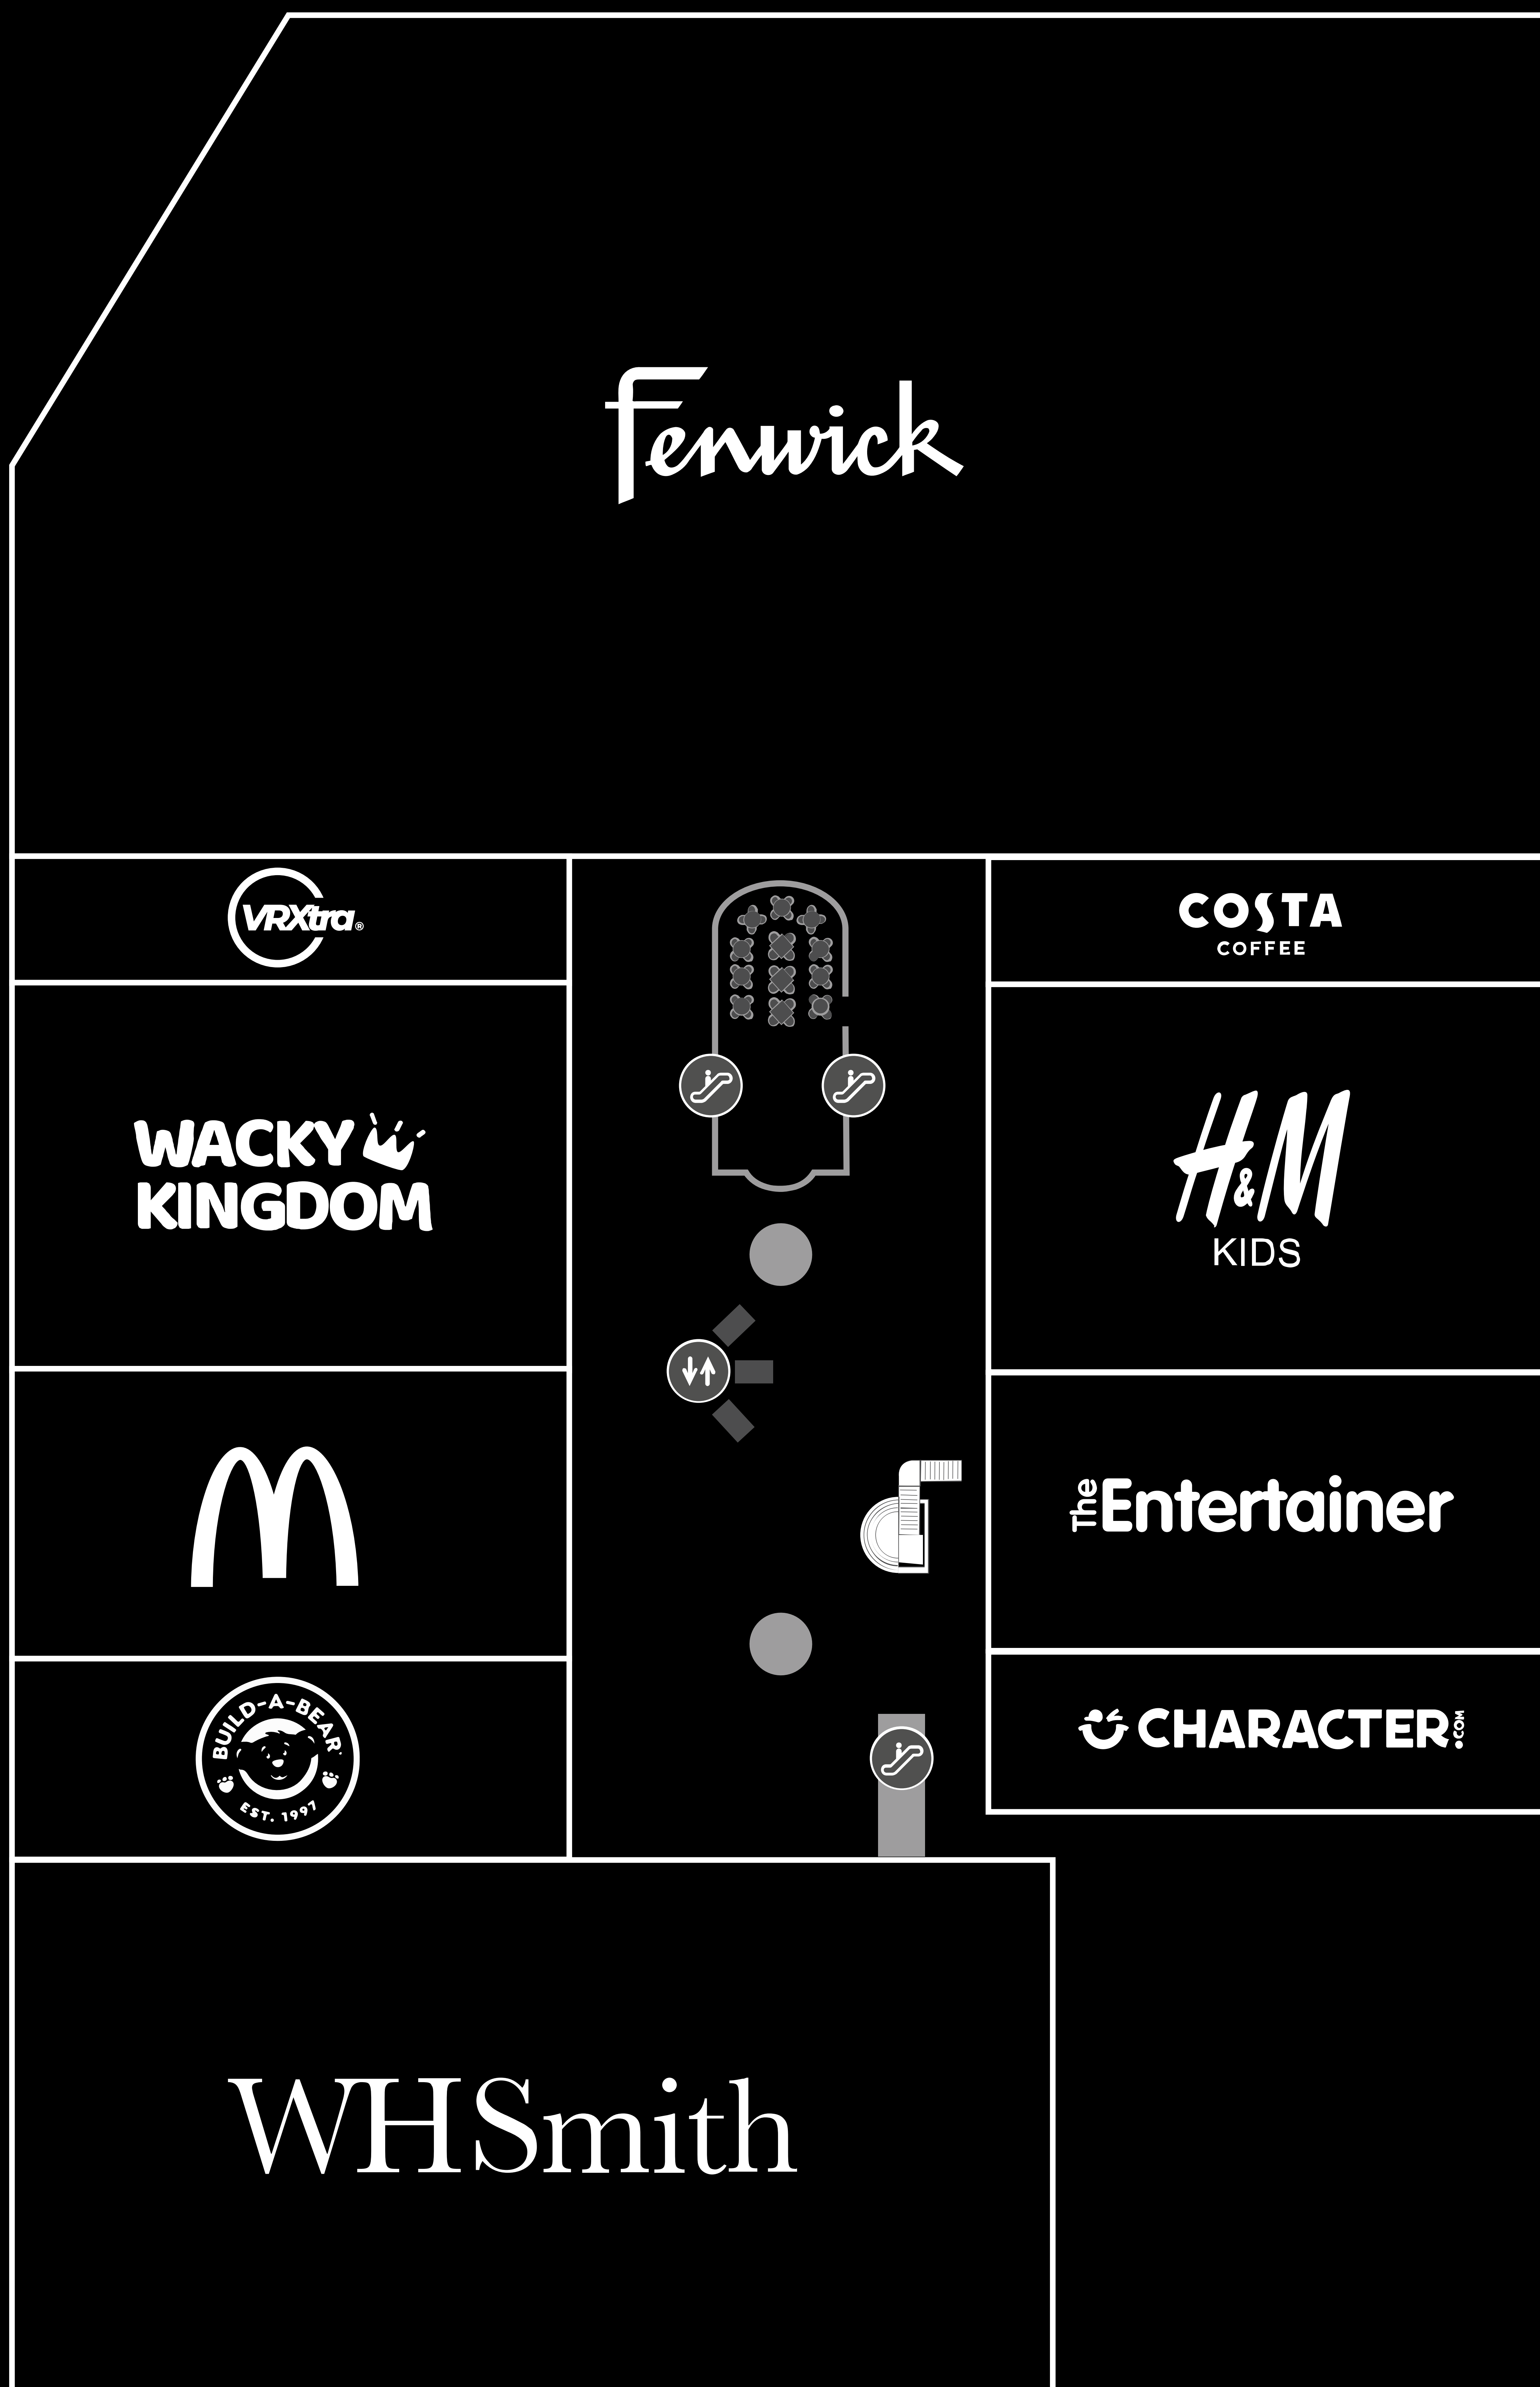 Fenwick
VRXtra®
COSTA
COFFEE
WACKY
KINGDOM
H&M
KIDS
The Entertainer
BUILD-A-BEAR
EST. 1997
CHARACTER.COM
WHSmith